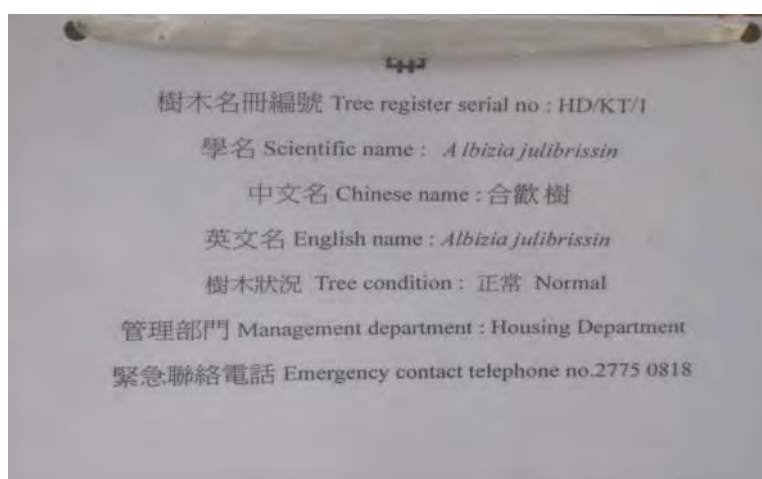 樹木名冊編號 Tree register serial no : HD/KT/1
學名 Scientific name : Albizia julibrissin
中文名 Chinese name : 合歡樹
英文名 English name : Albizia julibrissin
樹木狀況 Tree condition : 正常 Normal
管理部門 Management department : Housing Department
緊急聯絡電話 Emergency contact telephone no.2775 0818